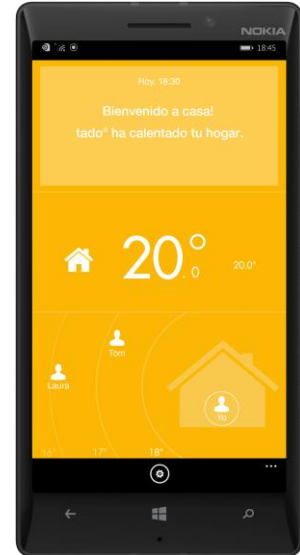 NOKIA
18:45
Hoy, 18:30
Bienvenido a casa!
tado° ha calentado tu hogar.
20.0°
20.0°
Tom
Laura
Yo
16° 17° 18°